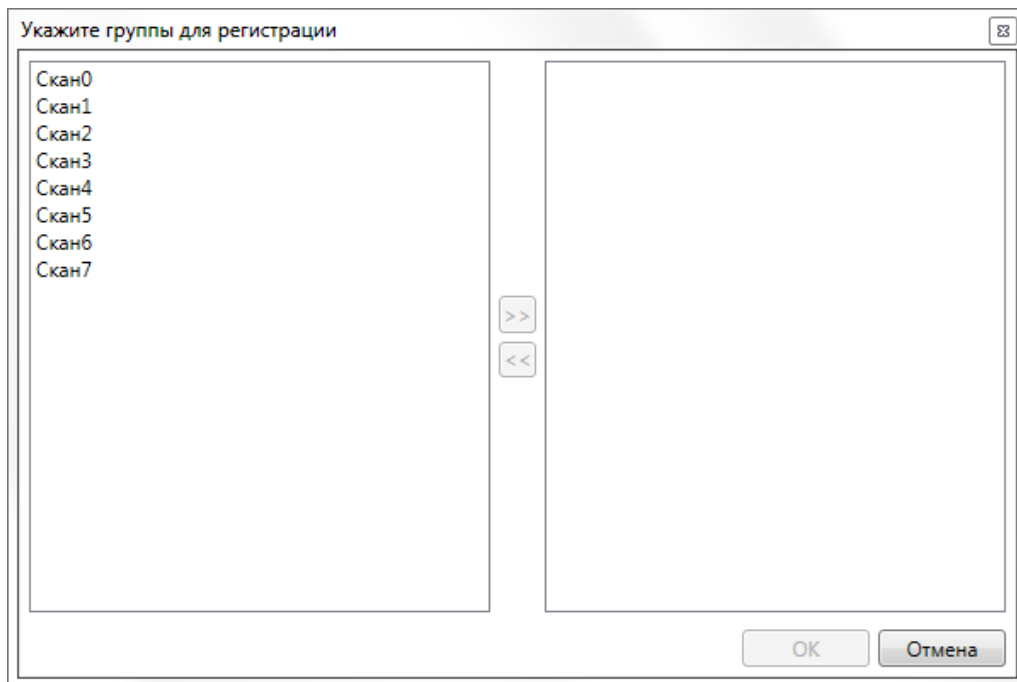 Укажите группы для регистрации
Скан0
Скан1
Скан2
Скан3
Скан4
Скан5
Скан6
Скан7
>>
<<
OK
Отмена